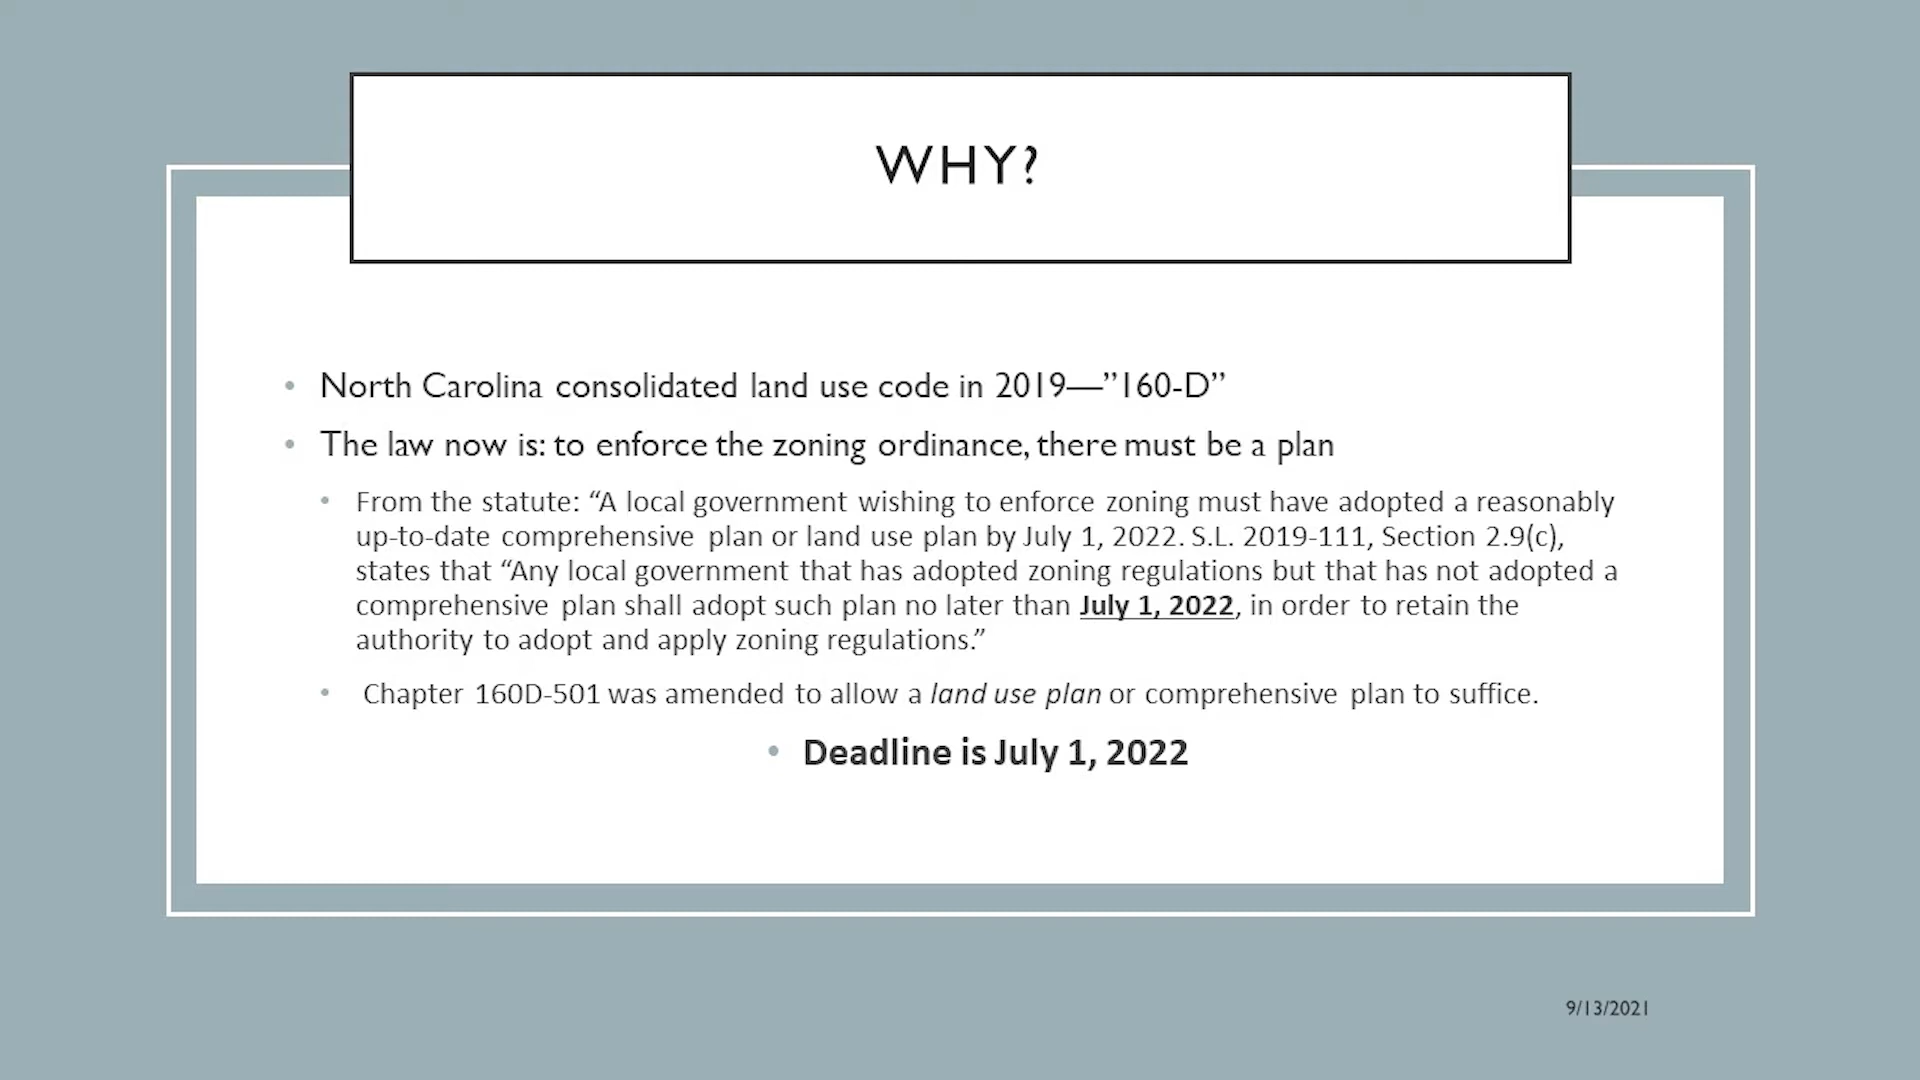 WHY?
• North Carolina consolidated land use code in 2019—”160-D”
• The law now is: to enforce the zoning ordinance, there must be a plan
• From the statute: “A local government wishing to enforce zoning must have adopted a reasonably
up-to-date comprehensive plan or land use plan by July 1, 2022. S.L. 2019-111, Section 2.9(c),
states that “Any local government that has adopted zoning regulations but that has not adopted a
comprehensive plan shall adopt such plan no later than July 1, 2022, in order to retain the
authority to adopt and apply zoning regulations.”
• Chapter 160D-501 was amended to allow a land use plan or comprehensive plan to suffice.
• Deadline is July 1, 2022
9/13/2021